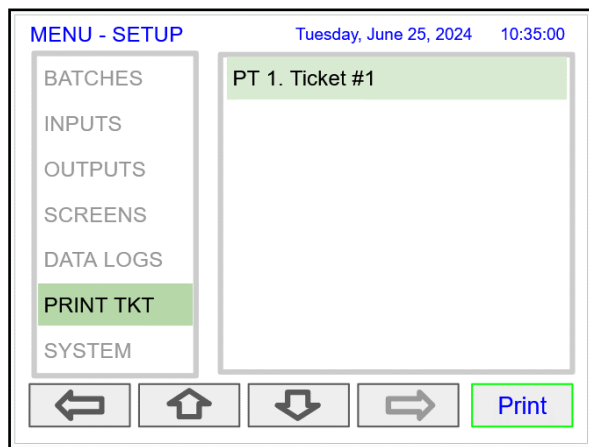 MENU - SETUP Tuesday, June 25, 2024 10:35:00
BATCHES
INPUTS
OUTPUTS
SCREENS
DATA LOGS
PRINT TKT
SYSTEM
PT 1. Ticket #1
Print